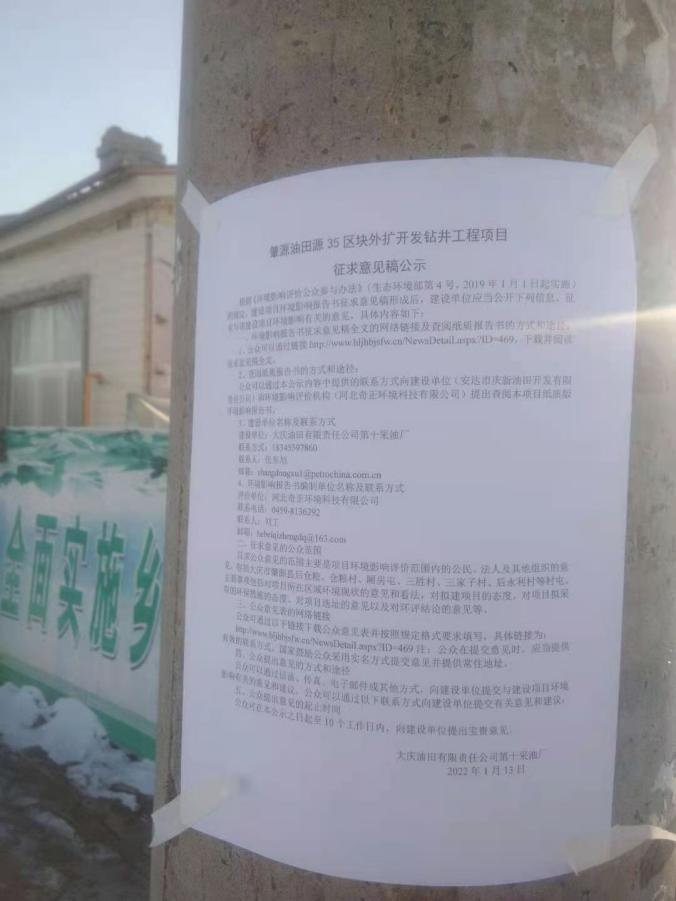 肇源油田源 35 区块外扩开发钻井工程项目
征求意见稿公示
根据《环境影响评价公众参与办法》（生态环境部第 4 号，2019 年 1 月 1 日起实施）
的规定，建设项目环境影响报告书征求意见稿形成后，建设单位应当公开下列信息，征
求与该建设项目环境影响有关的意见，具体内容如下：
一、环境影响报告书征求意见稿全文的网络链接及查阅纸质报告书的方式和途径：
1、公众可以通过链接 http://www.hljhbjsfw.cn/NewsDetail.aspx?ID=469，下载并阅读
征求意见稿全文。
2、查阅纸质报告书的方式和途径：
公众可以通过本公示内容中提供的联系方式向建设单位（安达市庆新油田开发有限
责任公司）和环境影响评价机构（河北奇正环境科技有限公司）提出查阅本项目纸质版
环境影响报告书。
3、建设单位名称及联系方式
建设单位：大庆油田有限责任公司第十采油厂
联系方式：18345597860
联系人：张东旭
邮箱：zhangdongxu1@petrochina.com.cn
4、环境影响报告书编制单位名称及联系方式
评价单位：河北奇正环境科技有限公司
联系电话：0459-8136292
联系人：刘工
邮箱：hebeiqizhengdq@163.com
二、征求意见的公众范围
征求公众意见的范围主要是项目环境影响评价范围内的公民、法人及其他组织的意
见，包括大庆市肇源县后仓粮、仓粮村、厢房屯、三胜村、三家子村、后永利村等村屯。
主要事项包括对项目所在区域环境现状的意见和看法，对拟建项目的态度、对项目拟采
取的环保措施的态度、对项目选址的意见以及对环评结论的意见等。
三、公众意见表的网络链接
公众可通过以下链接下载公众意见表并按照规定格式要求填写，具体链接为：
http://www.hljhbjsfw.cn/NewsDetail.aspx?ID=469 注：公众在提交意见时，应当提供
有效的联系方式，国家鼓励公众采用实名方式提交意见并提供常住地址。
四、公众提出意见的方式和途径
公众可以通过信函、传真、电子邮件或其他方式，向建设单位提交与建设项目环境
影响有关的意见和建议，公众可以通过以下联系方式向建设单位提交有关意见和建议，
五、公众提出意见的起止时间
公众可在本公示之日起至 10 个工作日内，向建设单位提出宝贵意见。
大庆油田有限责任公司第十采油厂
2022 年 1 月 13 日
全面实施乡